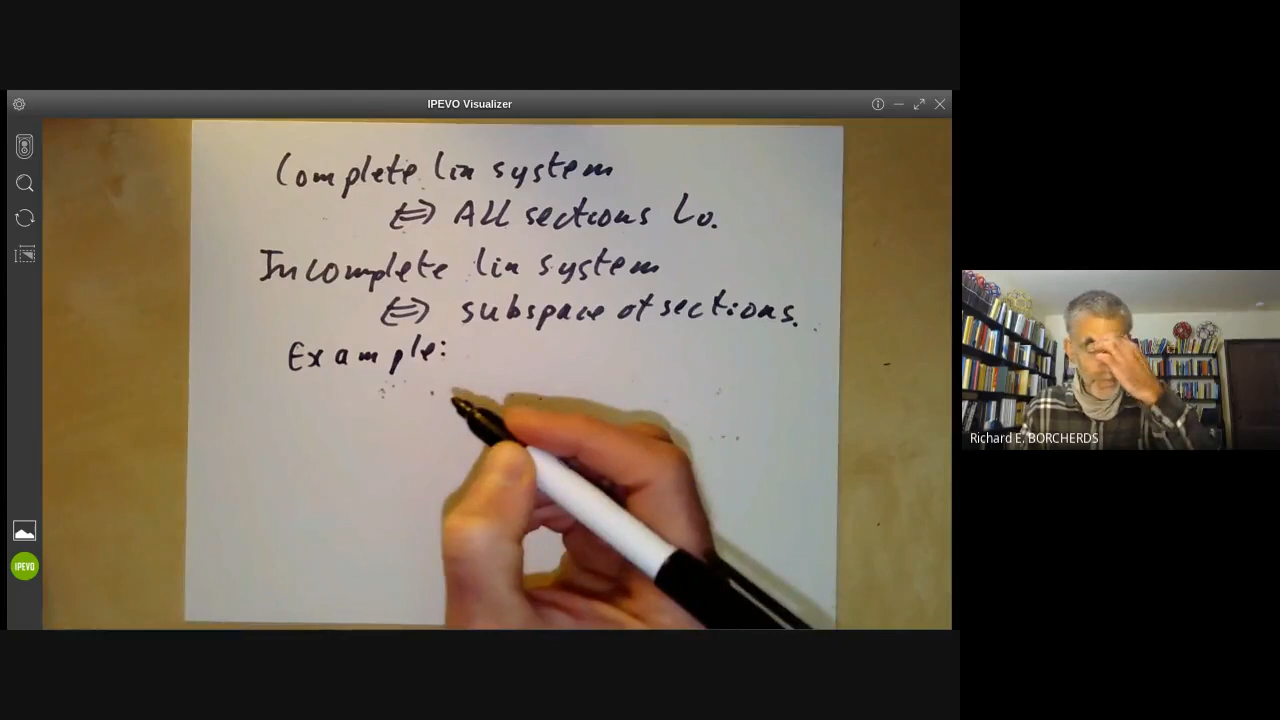 IPEVO Visualizer
Complete lin system
⇔ All sections L0.
Incomplete lin system
⇔ subspace of sections.
Example:
IPEVO
Richard E. BORCHERDS